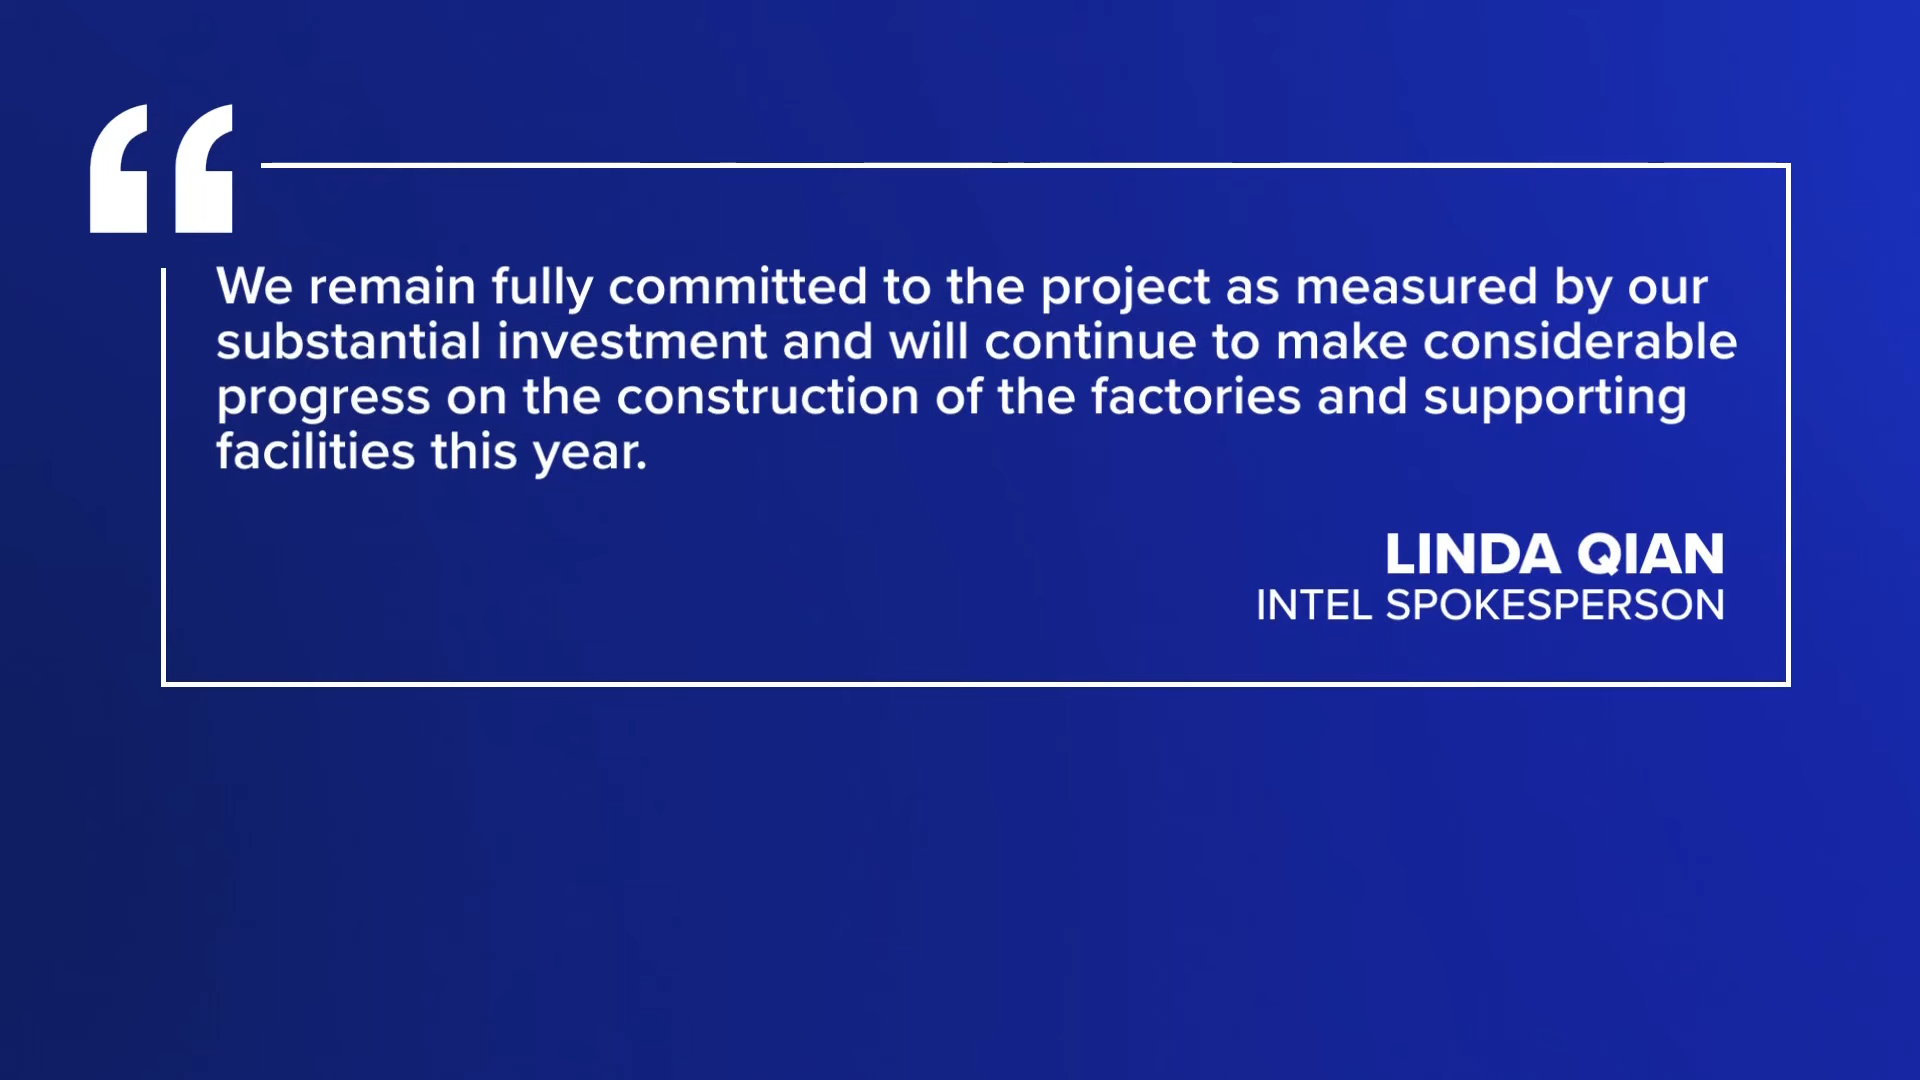 “
We remain fully committed to the project as measured by our
substantial investment and will continue to make considerable
progress on the construction of the factories and supporting
facilities this year.
LINDA QIAN
INTEL SPOKESPERSON